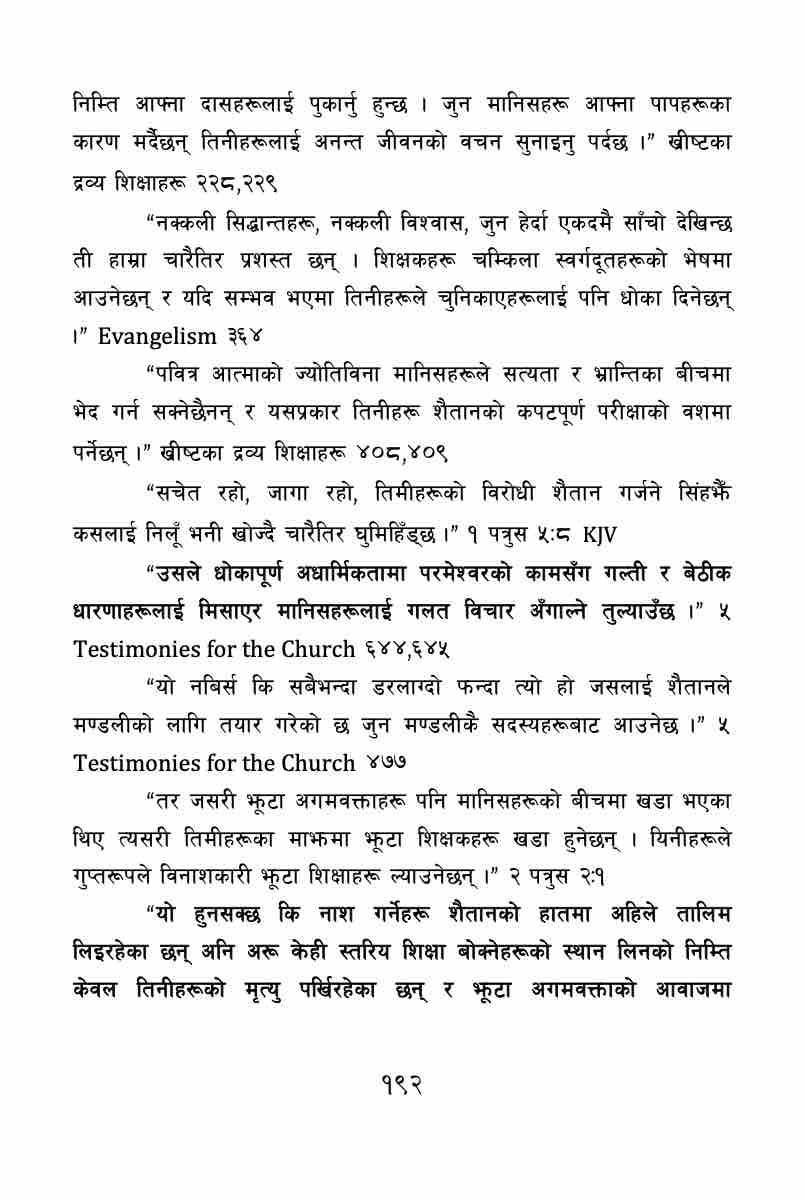 निम्ति आफ्ना दासहरूलाई पुकार्नु हुन्छ । जुन मानिसहरू आफ्ना पापहरूका
कारण मर्दैछन् तिनीहरूलाई अनन्त जीवनको वचन सुनाइनु पर्दछ ।” ख्रीष्टका
द्रव्य शिक्षाहरू २२८,२२९
“नक्कली सिद्धान्तहरू, नक्कली विश्वास, जुन हेर्दा एकदमै साँचो देखिन्छ
ती हाम्रा चारैतिर प्रशस्त छन् । शिक्षकहरू चम्किला स्वर्गदूतहरूको भेषमा
आउनेछन् र यदि सम्भव भएमा तिनीहरूले चुनिकाएहरूलाई पनि धोका दिनेछन्
।” Evangelism ३६४
“पवित्र आत्माको ज्योतिविना मानिसहरूले सत्यता र भ्रान्तिका बीचमा
भेद गर्न सक्नेछैनन् र यसप्रकार तिनीहरू शैतानको कपटपूर्ण परीक्षाको वशमा
पर्नेछन् ।” ख्रीष्टका द्रव्य शिक्षाहरू ४०८,४०९
“सचेत रहो, जागा रहो, तिमीहरूको विरोधी शैतान गर्जने सिंहझैँ
कसलाई निलूँ भनी खोज्दै चारैतिर घुमिहिँड्छ ।” १ पत्रुस ५:८ KJV
“उसले धोकापूर्ण अधार्मिकतामा परमेश्वरको कामसँग गल्ती र बेठीक
धारणाहरूलाई मिसाएर मानिसहरूलाई गलत विचार अँगाल्ने तुल्याउँछ ।” ५
Testimonies for the Church ६४४,६४५
“यो नबिर्स कि सबैभन्दा डरलाग्दो फन्दा त्यो हो जसलाई शैतानले
मण्डलीको लागि तयार गरेको छ जुन मण्डलीकै सदस्यहरूबाट आउनेछ ।” ५
Testimonies for the Church ४७७
“तर जसरी झूटा अगमवक्ताहरू पनि मानिसहरूको बीचमा खडा भएका
थिए त्यसरी तिमीहरूका माझमा झूटा शिक्षकहरू खडा हुनेछन् । यिनीहरूले
गुप्तरूपले विनाशकारी झूटा शिक्षाहरू ल्याउनेछन् ।” २ पत्रुस २:१
“यो हुनसक्छ कि नाश गर्नेहरू शैतानको हातमा अहिले तालिम
लिइरहेका छन् अनि अरू केही स्तरिय शिक्षा बोक्नेहरूको स्थान लिनको निम्ति
केवल तिनीहरूको मृत्यु पर्खिरहेका छन् र झूटा अगमवक्ताको आवाजमा
१९२